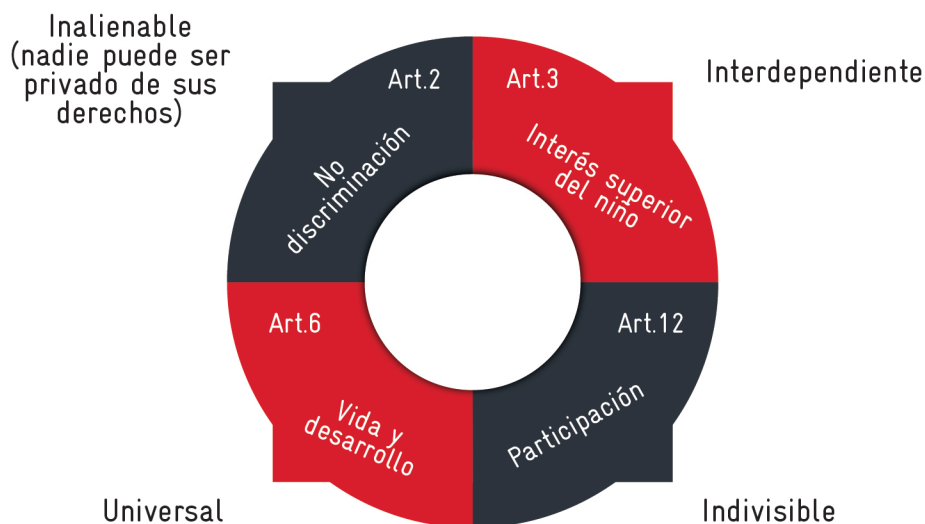 Inalienable
(nadie puede ser
privado de sus
derechos)
Interdependiente
Art.2
No
discriminación
Art.3
Interés superior
del niño
Art.6
Vida y
desarrollo
Art.12
Participación
Universal
Indivisible